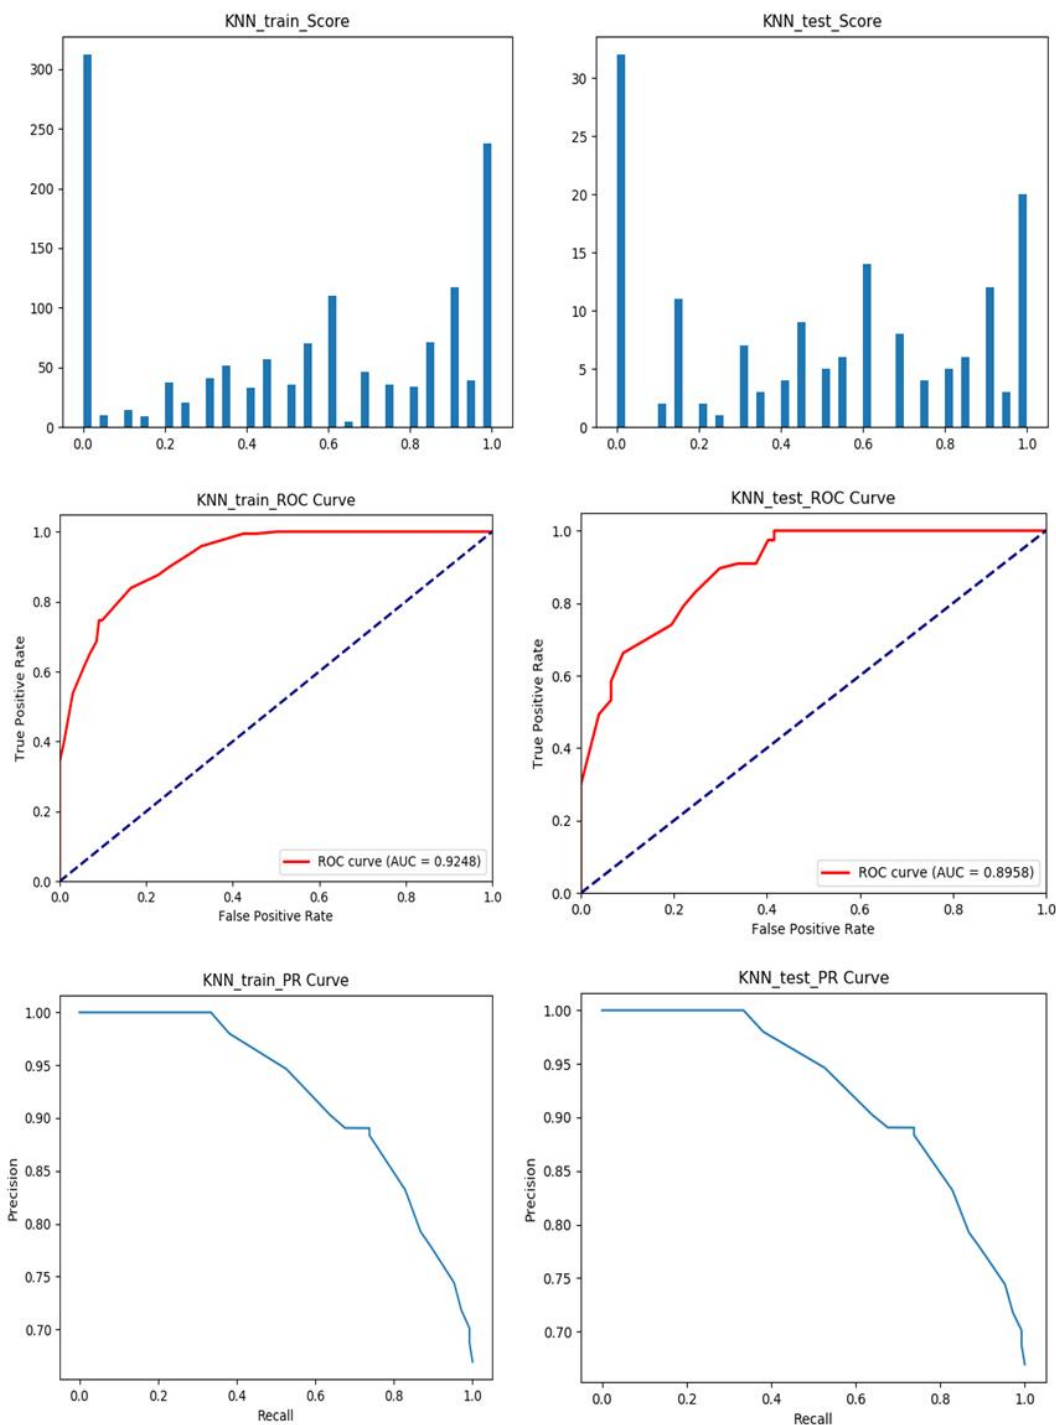 KNN_train_Score
300
250
200
150
100
50
0
0.0 0.2 0.4 0.6 0.8 1.0
KNN_test_Score
30
25
20
15
10
5
0
0.0 0.2 0.4 0.6 0.8 1.0
KNN_train_ROC Curve
True Positive Rate
1.0
0.8
0.6
0.4
0.2
0.0
ROC curve (AUC = 0.9248)
0.0 0.2 0.4 0.6 0.8 1.0
False Positive Rate
KNN_test_ROC Curve
True Positive Rate
1.0
0.8
0.6
0.4
0.2
0.0
ROC curve (AUC = 0.8958)
0.0 0.2 0.4 0.6 0.8 1.0
False Positive Rate
KNN_train_PR Curve
Precision
1.00
0.95
0.90
0.85
0.80
0.75
0.70
0.0 0.2 0.4 0.6 0.8 1.0
Recall
KNN_test_PR Curve
Precision
1.00
0.95
0.90
0.85
0.80
0.75
0.70
0.0 0.2 0.4 0.6 0.8 1.0
Recall